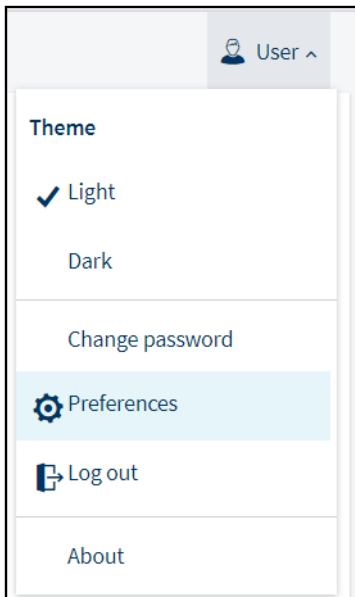 User
Theme
Light
Dark
Change password
Preferences
Log out
About